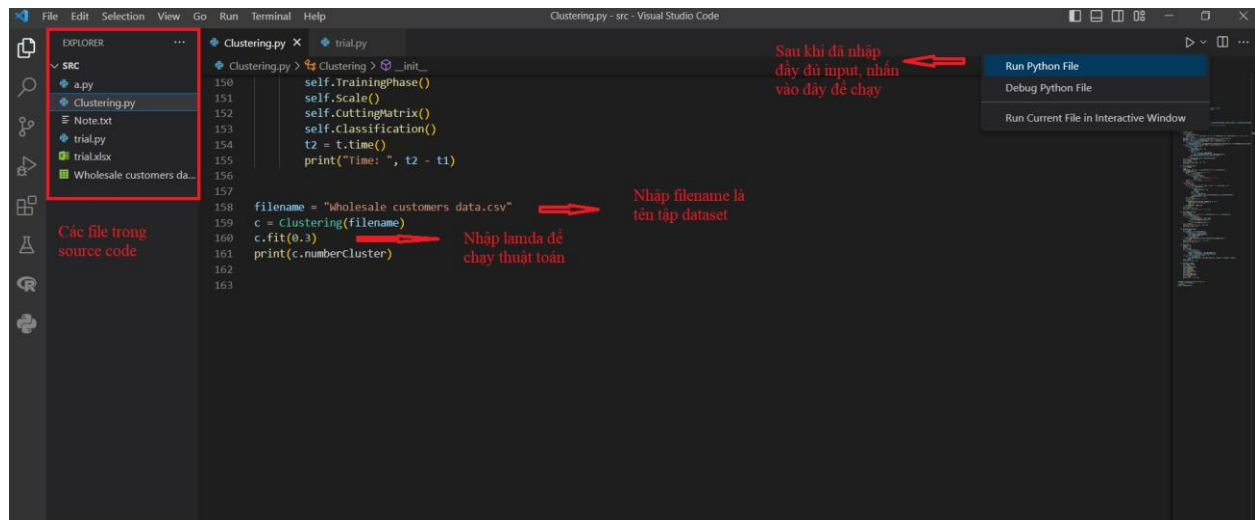 File Edit Selection View Go Run Terminal Help
Clustering.py - src - Visual Studio Code
EXPLORER
SRC
a.py
Clustering.py
Note.txt
trial.py
trial.xlsx
Wholesale customers da...
Các file trong
source code
Clustering.py
trial.py
Clustering.py > Clustering > __init__
150 self.TrainingPhase()
151 self.Scale()
152 self.CuttingMatrix()
153 self.Classification()
154 t2 = t.time()
155 print("Time: ", t2 - t1)
156
157
158 filename = "Wholesale customers data.csv"
159 c = Clustering(filename)
160 c.fit(0.3)
161 print(c.numberCluster)
162
163
Nhập filename là
tên tập dataset
Nhập lamda để
chạy thuật toán
Sau khi đã nhập
đầy đủ input, nhấn
vào đây để chạy
Run Python File
Debug Python File
Run Current File in Interactive Window